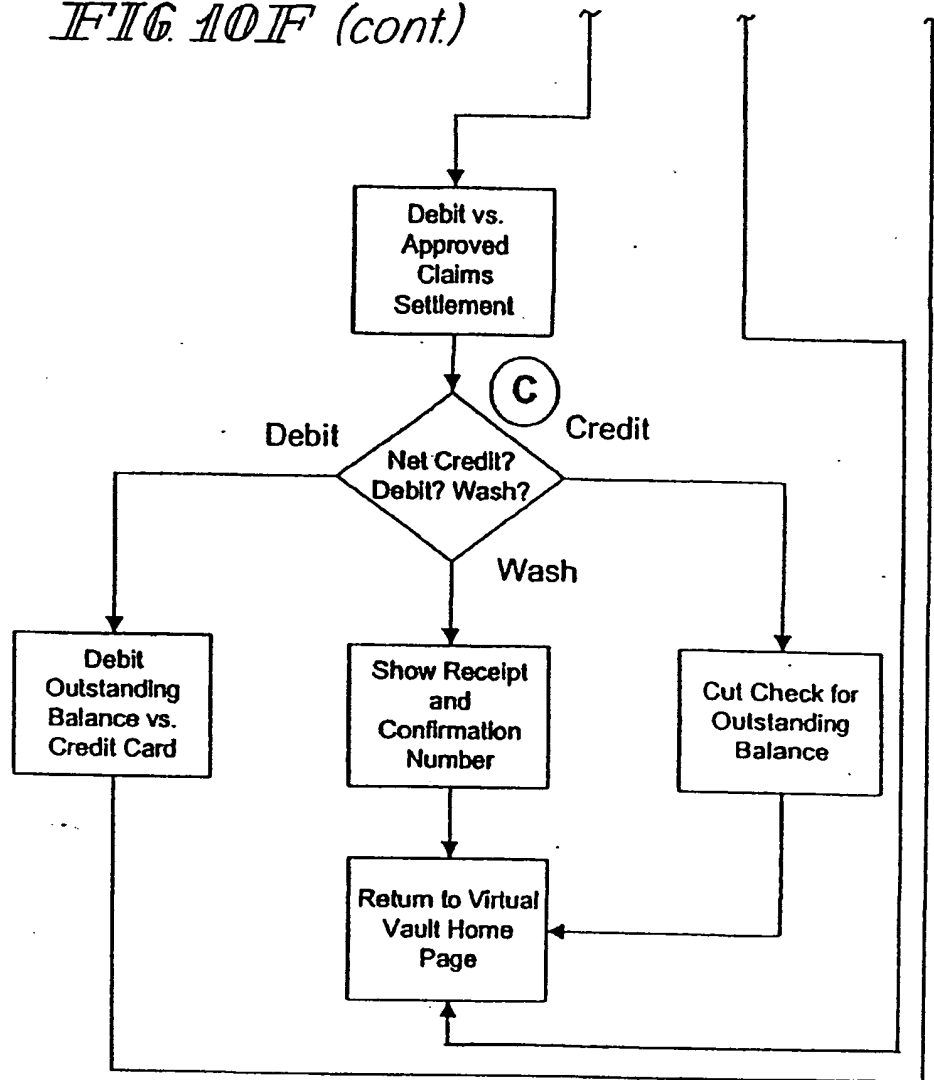 FIG. 10F (cont.)
Debit vs.
Approved
Claims
Settlement
C
Debit
Credit
Net Credit?
Debit? Wash?
Wash
Debit
Outstanding
Balance vs.
Credit Card
Show Receipt
and
Confirmation
Number
Cut Check for
Outstanding
Balance
Return to Virtual
Vault Home
Page